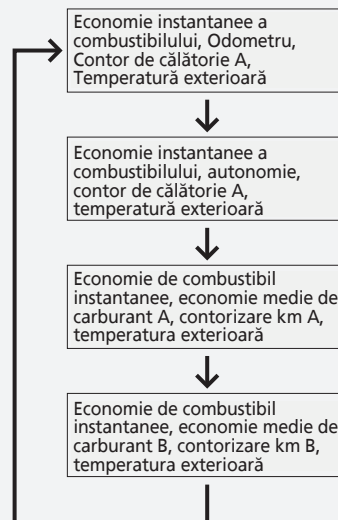 Economie instantanee a
combustibilului, Odometru,
Contor de călătorie A,
Temperatură exterioară
Economie instantanee a
combustibilului, autonomie,
contor de călătorie A,
temperatură exterioară
Economie de combustibil
instantanee, economie medie de
carburant A, contorizare km A,
temperatura exterioară
Economie de combustibil
instantanee, economie medie de
carburant B, contorizare km B,
temperatura exterioară